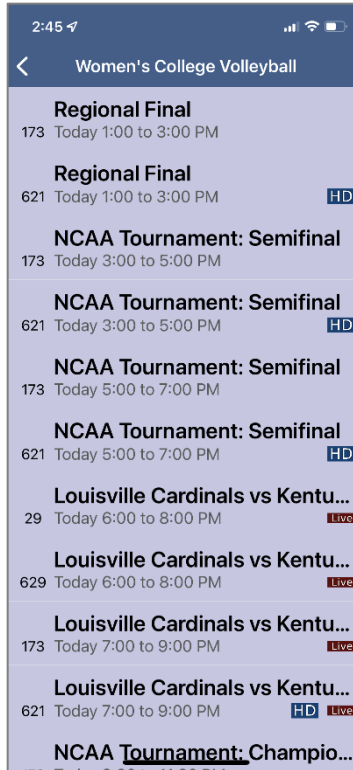 2:45
Women's College Volleyball
Regional Final
173 Today 1:00 to 3:00 PM
Regional Final
621 Today 1:00 to 3:00 PM HD
NCAA Tournament: Semifinal
173 Today 3:00 to 5:00 PM
NCAA Tournament: Semifinal
621 Today 3:00 to 5:00 PM HD
NCAA Tournament: Semifinal
173 Today 5:00 to 7:00 PM
NCAA Tournament: Semifinal
621 Today 5:00 to 7:00 PM HD
Louisville Cardinals vs Kentu...
29 Today 6:00 to 8:00 PM Live
Louisville Cardinals vs Kentu...
629 Today 6:00 to 8:00 PM Live
Louisville Cardinals vs Kentu...
173 Today 7:00 to 9:00 PM Live
Louisville Cardinals vs Kentu...
621 Today 7:00 to 9:00 PM HD Live
NCAA Tournament: Champio...